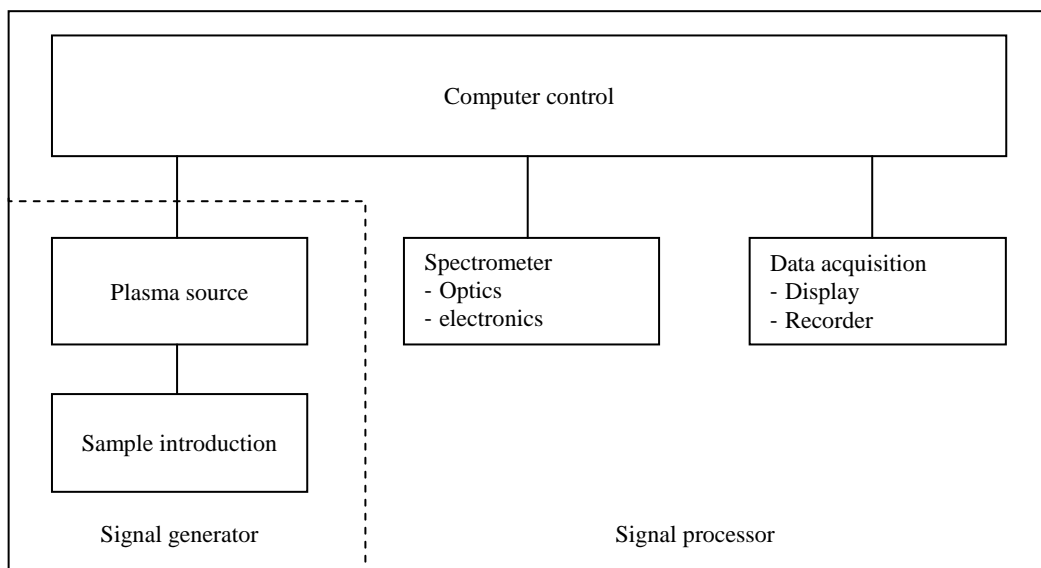 Computer control
Plasma source
Spectrometer
- Optics
- electronics
Data acquisition
- Display
- Recorder
Sample introduction
Signal generator
Signal processor